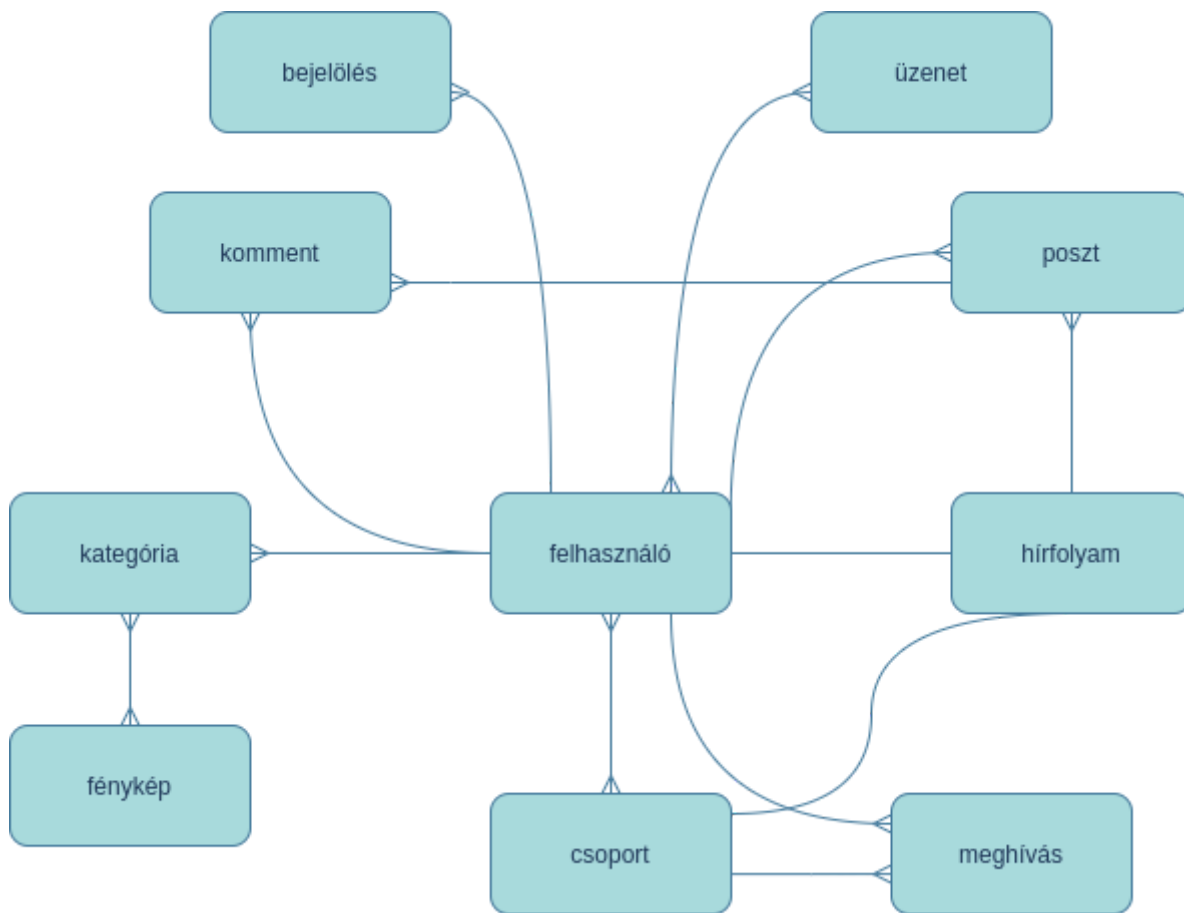 bejelölés
üzenet
komment
poszt
kategória
felhasználó
hírfolyam
fénykép
csoport
meghívás